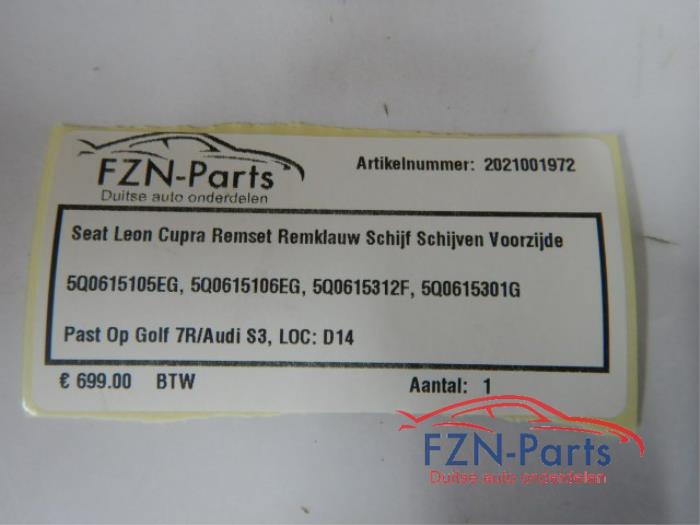 FZN-Parts
Duitse auto onderdelen
Artikelnummer: 2021001972
Seat Leon Cupra Remset Remklauw Schijf Schijven Voorzijde
5Q0615105EG, 5Q0615106EG, 5Q0615312F, 5Q0615301G
Past Op Golf 7R/Audi S3, LOC: D14
€ 699.00 BTW
Aantal: 1
FZN-Parts
Duitse auto onderdelen